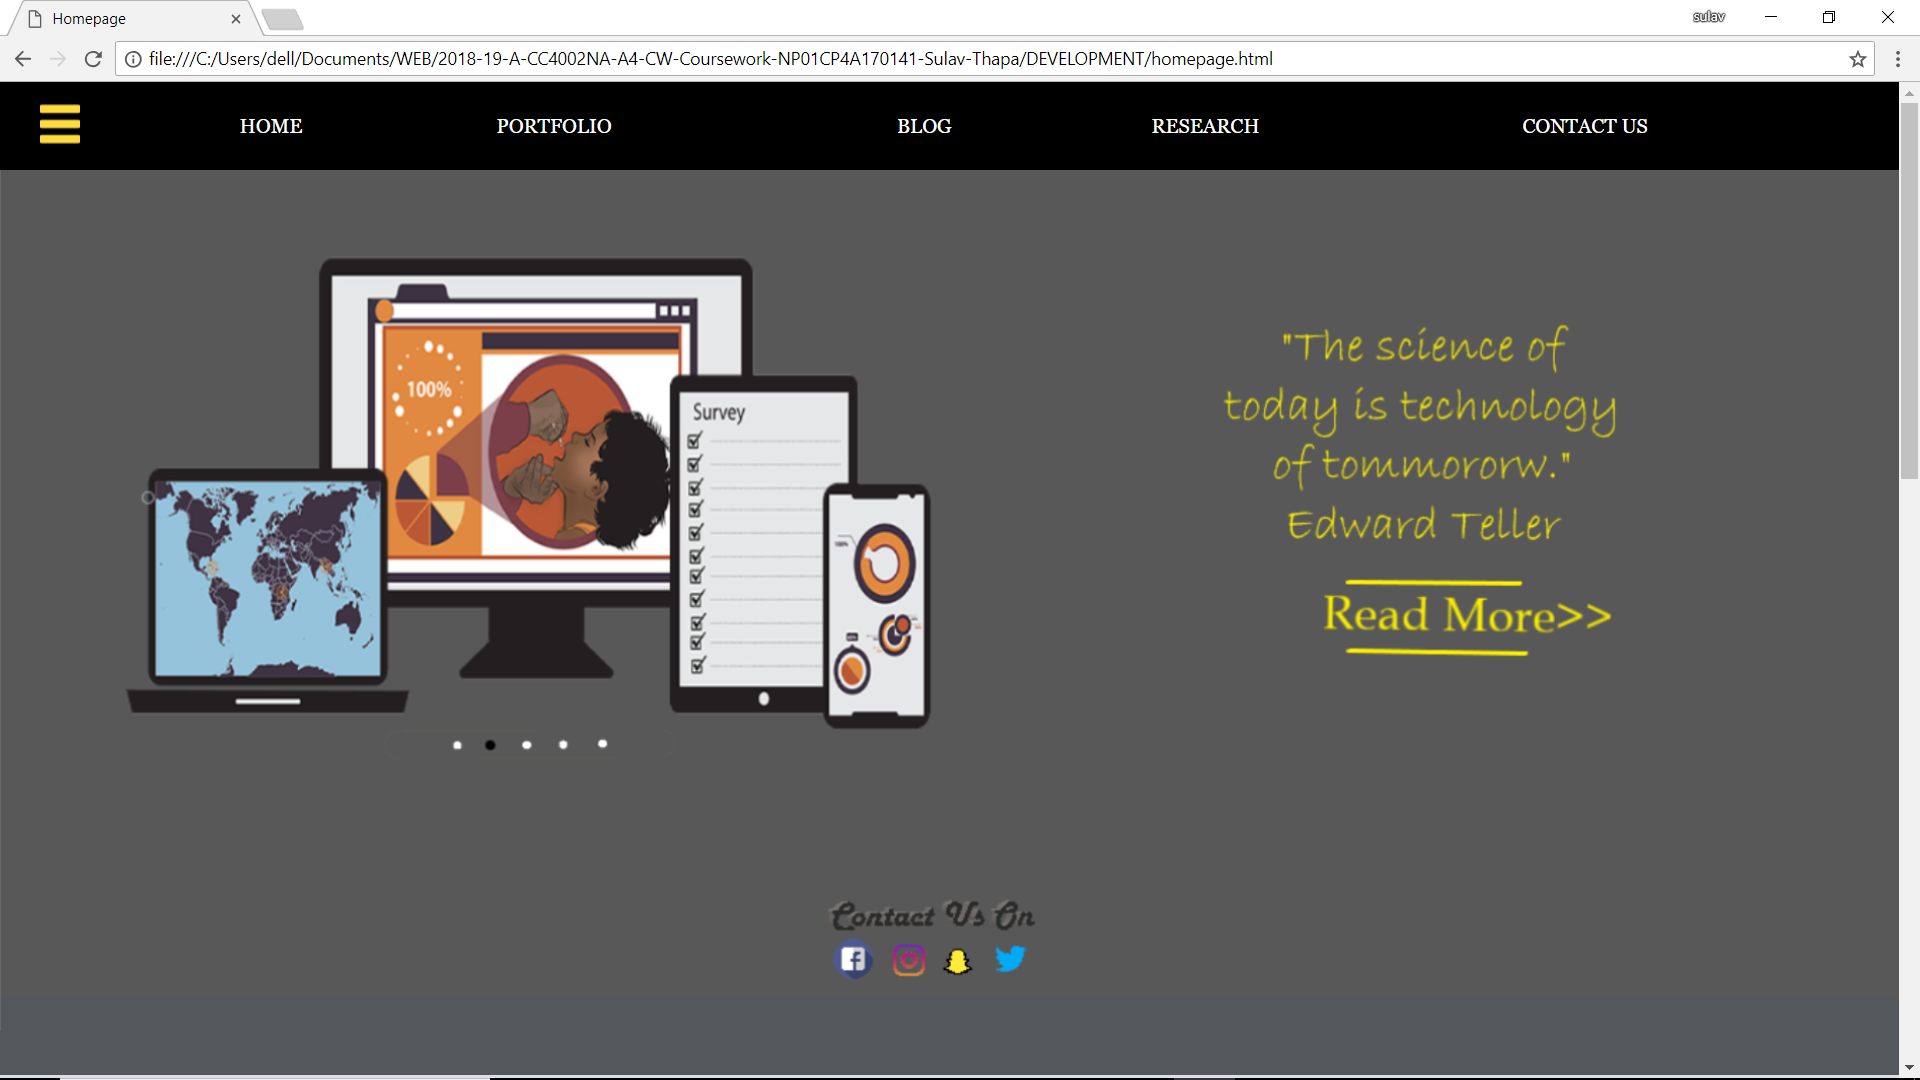 Homepage
sulav
file:///C:/Users/dell/Documents/WEB/2018-19-A-CC4002NA-A4-CW-Coursework-NP01CP4A170141-Sulav-Thapa/DEVELOPMENT/homepage.html
HOME PORTFOLIO BLOG RESEARCH CONTACT US
100%
Survey
100%
"The science of
today is technology
of tommororw."
Edward Teller
Read More>>
Contact Us On